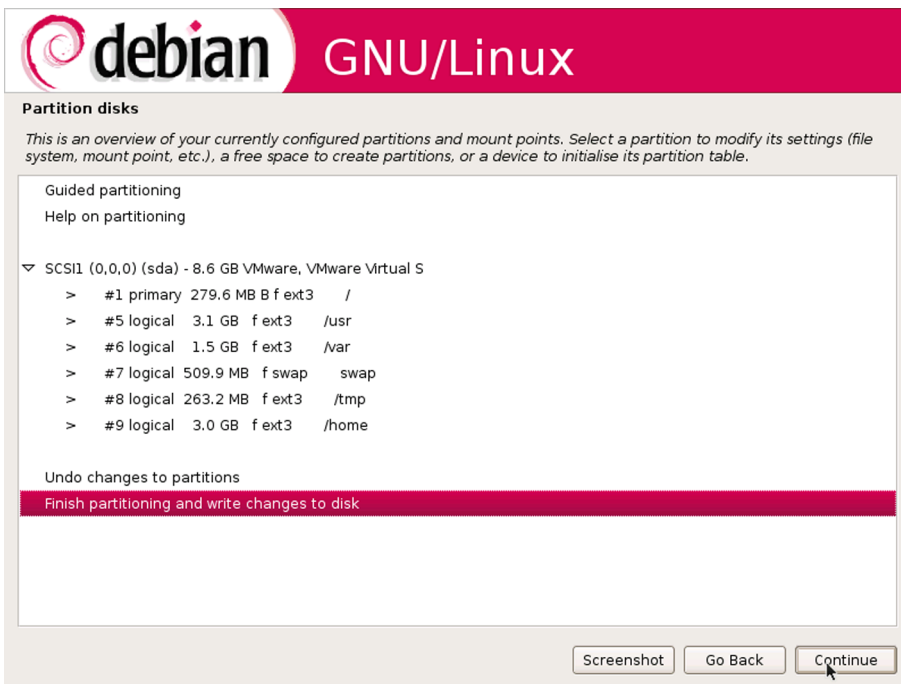 debian GNU/Linux
Partition disks
This is an overview of your currently configured partitions and mount points. Select a partition to modify its settings (file
system, mount point, etc.), a free space to create partitions, or a device to initialise its partition table.
Guided partitioning
Help on partitioning
SCSI1 (0,0,0) (sda) - 8.6 GB VMware, VMware Virtual S
> #1 primary 279.6 MB B f ext3 /
> #5 logical 3.1 GB f ext3 /usr
> #6 logical 1.5 GB f ext3 /var
> #7 logical 509.9 MB f swap swap
> #8 logical 263.2 MB f ext3 /tmp
> #9 logical 3.0 GB f ext3 /home
Undo changes to partitions
Finish partitioning and write changes to disk
Screenshot Go Back Continue